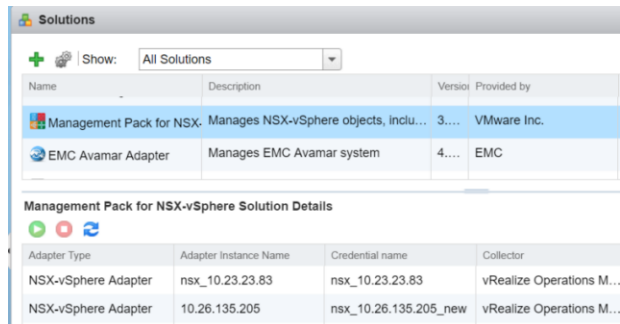 Solutions
Show: All Solutions
Name Description Version Provided by
Management Pack for NSX- Manages NSX-vSphere objects, inclu... 3.... VMware Inc.
EMC Avamar Adapter Manages EMC Avamar system 4.... EMC
Management Pack for NSX-vSphere Solution Details
Adapter Type Adapter Instance Name Credential name Collector
NSX-vSphere Adapter nsx_10.23.23.83 nsx_10.23.23.83 vRealize Operations M...
NSX-vSphere Adapter 10.26.135.205 nsx_10.26.135.205_new vRealize Operations M...